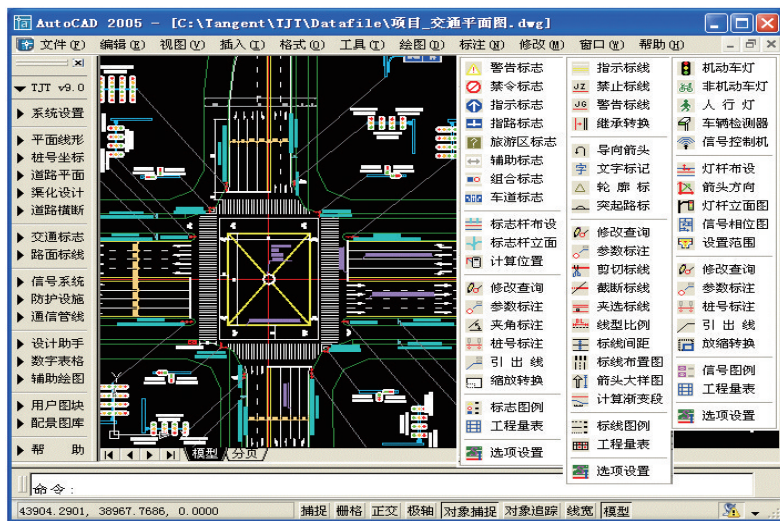 AutoCAD 2005 - [C:\Tangent\TJT\Datafile\项目_交通平面图.dwg]
文件(F) 编辑(E) 视图(V) 插入(I) 格式(O) 工具(T) 绘图(D) 标注(N) 修改(M) 窗口(W) 帮助(H)
TJT v9.0
系统设置
平面线形
桩号坐标
道路平面
渠化设计
道路横断
交通标志
路面标线
信号系统
防护设施
通信管线
设计助手
数字表格
辅助绘图
用户图块
配景图库
帮 助
警告标志
禁令标志
指示标志
指路标志
旅游区标志
辅助标志
组合标志
车道标志
标志杆布设
标志杆立面
计算位置
修改查询
参数标注
夹角标注
桩号标注
引 出 线
缩放转换
标志图例
工程量表
选项设置
指示标线
JZ 禁止标线
JG 警告标线
继承转换
导向箭头
字 文字标记
轮 廓 标
突起路标
修改查询
参数标注
剪切标线
截断标线
夹选标线
线型比例
标线间距
标线布置图
箭头大样图
计算渐变段
标线图例
工程量表
选项设置
机动车灯
非机动车灯
人 行 灯
车辆检测器
信号控制机
灯杆布设
箭头方向
灯杆立面图
信号相位图
设置范围
修改查询
参数标注
桩号标注
引 出 线
放缩转换
信号图例
工程量表
选项设置
Y
模型 分页
命令:
43904.2901, 38967.7686, 0.0000 捕捉 栅格 正交 极轴 对象捕捉 对象追踪 线宽 模型